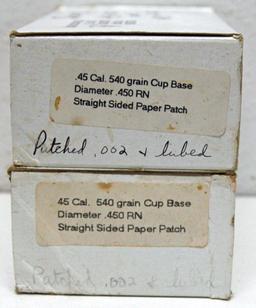 .45 Cal. 540 grain Cup Base
Diameter .450 RN
Straight Sided Paper Patch
Patched .002 & lubed
45 Cal. 540 grain Cup Base
Diameter .450 RN
Straight Sided Paper Patch
Patched .002 & lubed